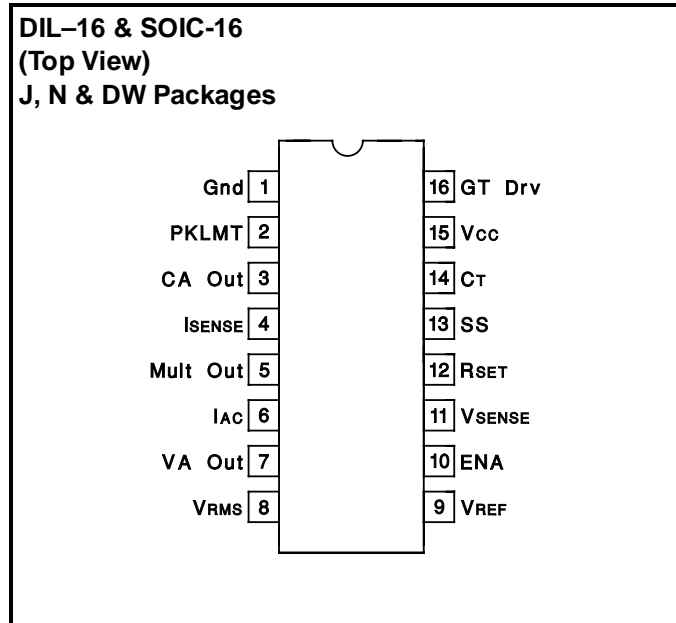 DIL–16 & SOIC-16
(Top View)
J, N & DW Packages
Gnd 1 16 GT Drv
PKLMT 2 15 VCC
CA Out 3 14 CT
ISENSE 4 13 SS
Mult Out 5 12 RSET
IAC 6 11 VSENSE
VA Out 7 10 ENA
VRMS 8 9 VREF